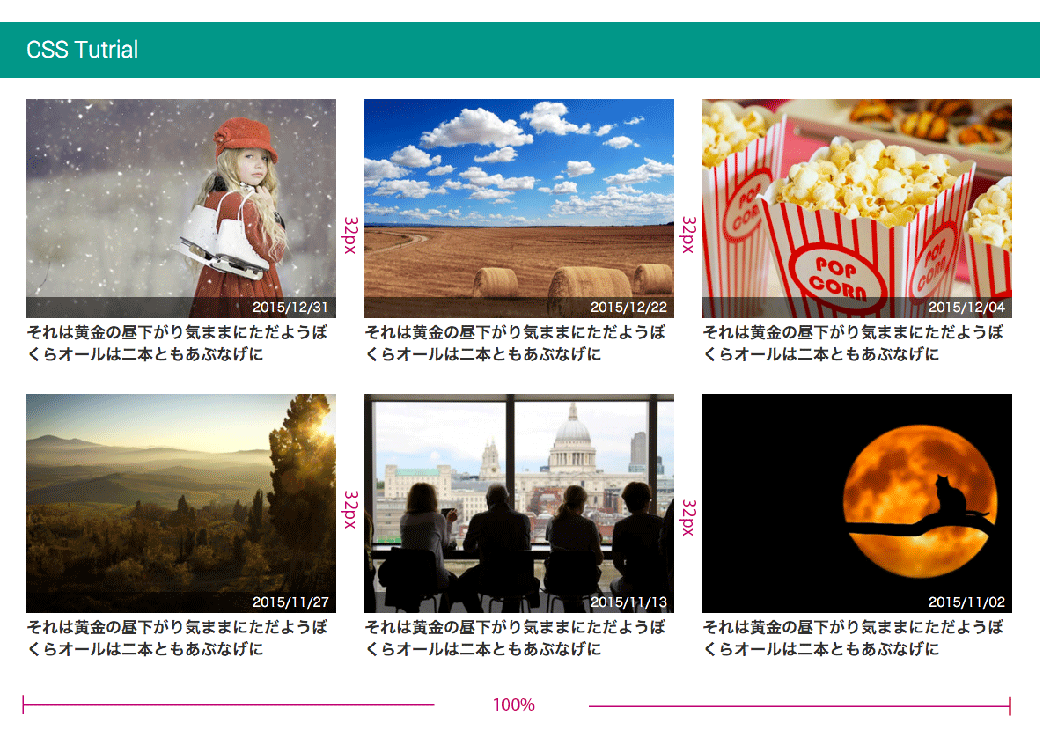 CSS Tutrial
2015/12/31
それは黄金の昼下がり気ままにただようぼ
くらオールは二本ともあぶなげに
32px
2015/12/22
それは黄金の昼下がり気ままにただようぼ
くらオールは二本ともあぶなげに
32px
POP
CORN
POP
CORN
POP
CORN
2015/12/04
それは黄金の昼下がり気ままにただようぼ
くらオールは二本ともあぶなげに
2015/11/27
それは黄金の昼下がり気ままにただようぼ
くらオールは二本ともあぶなげに
32px
2015/11/13
それは黄金の昼下がり気ままにただようぼ
くらオールは二本ともあぶなげに
32px
2015/11/02
それは黄金の昼下がり気ままにただようぼ
くらオールは二本ともあぶなげに
100%